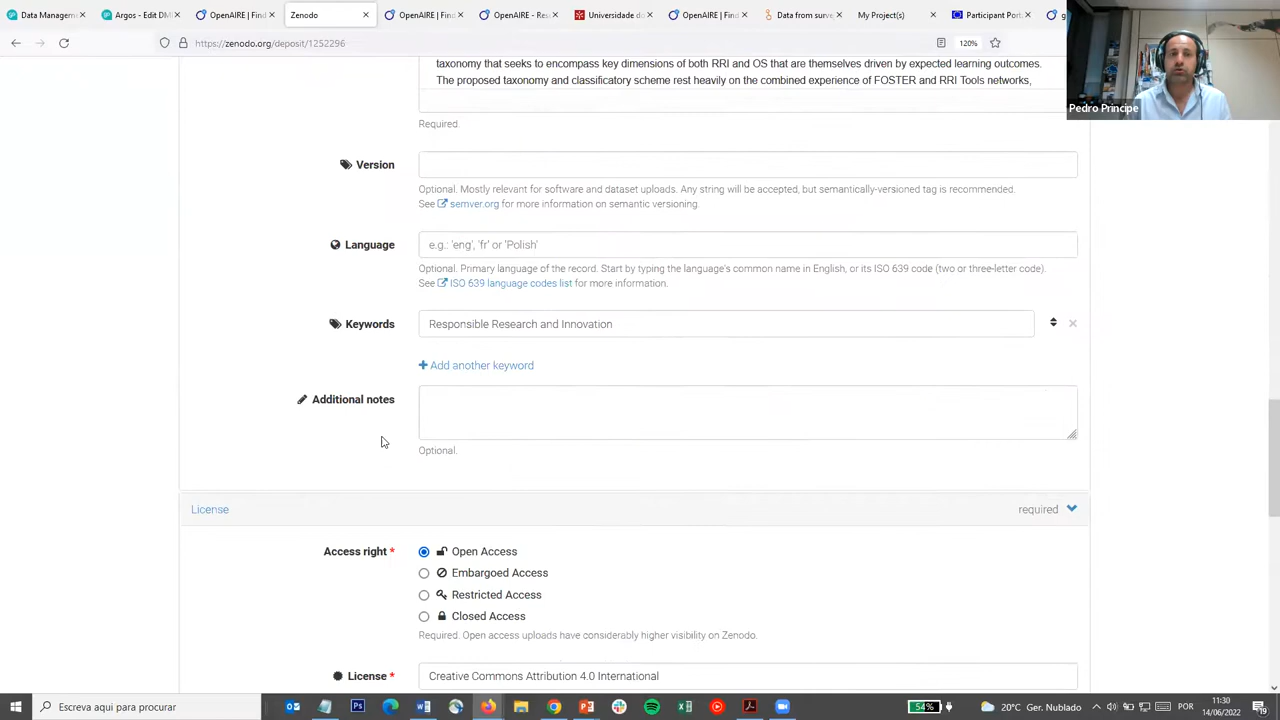 Data Managem
Argos - Edit DM
OpenAIRE | Find
Zenodo
OpenAIRE | Find
OpenAIRE - Res
Universidade do
OpenAIRE | Find
Data from surve
My Project(s)
Participant Port
https://zenodo.org/deposit/1252296
120%
taxonomy that seeks to encompass key dimensions of both RRI and OS that are themselves driven by expected learning outcomes.
The proposed taxonomy and classificatory scheme rest heavily on the combined experience of FOSTER and RRI Tools networks,
Pedro Príncipe
Required.
Version
Optional. Mostly relevant for software and dataset uploads. Any string will be accepted, but semantically-versioned tag is recommended.
See semver.org for more information on semantic versioning.
Language
e.g.: 'eng', 'fr' or 'Polish'
Optional. Primary language of the record. Start by typing the language's common name in English, or its ISO 639 code (two or three-letter code).
See ISO 639 language codes list for more information.
Keywords
Responsible Research and Innovation
Add another keyword
Additional notes
Optional.
License
required
Access right *
Open Access
Embargoed Access
Restricted Access
Closed Access
Required. Open access uploads have considerably higher visibility on Zenodo.
License *
Creative Commons Attribution 4.0 International
Escreve aqui para procurar
54%
20°C Ger. Nublado
POR
11:30
14/06/2022
19